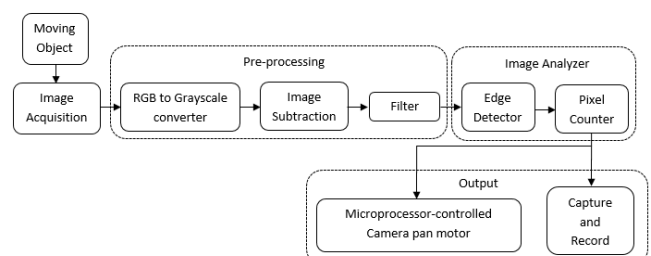 Moving
Object
Image
Acquisition
Pre-processing
RGB to Grayscale
converter
Image
Subtraction
Filter
Image Analyzer
Edge
Detector
Pixel
Counter
Output
Microprocessor-controlled
Camera pan motor
Capture
and
Record